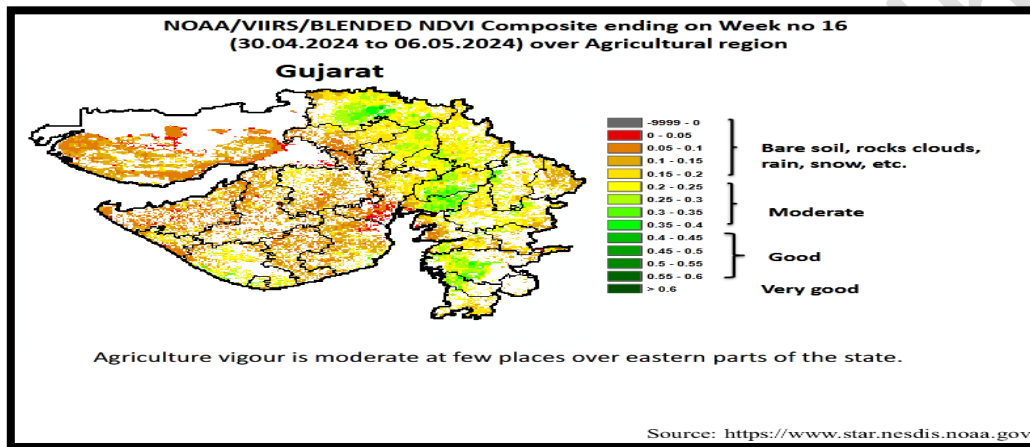 NOAA/VIIRS/BLENDED NDVI Composite ending on Week no 16
(30.04.2024 to 06.05.2024) over Agricultural region
Gujarat
-9999 - 0
0 - 0.05
0.05 - 0.1
0.1 - 0.15
0.15 - 0.2
0.2 - 0.25
0.25 - 0.3
0.3 - 0.35
0.35 - 0.4
0.4 - 0.45
0.45 - 0.5
0.5 - 0.55
0.55 - 0.6
> 0.6
Bare soil, rocks clouds,
rain, snow, etc.
Moderate
Good
Very good
Agriculture vigour is moderate at few places over eastern parts of the state.
Source: https://www.star.nesdis.noaa.gov